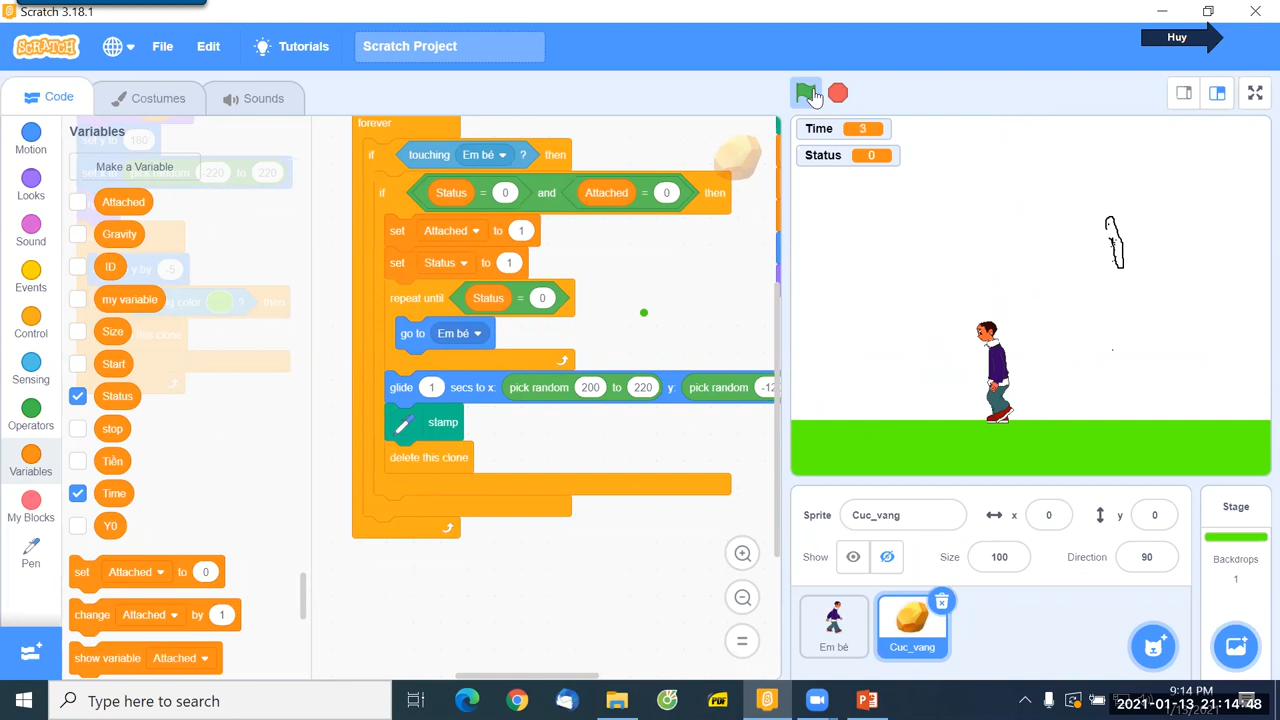 Scratch 3.18.1
Huy
SCRATCH File Edit Tutorials Scratch Project
Code Costumes Sounds
Motion
Looks
Sound
Events
Control
Sensing
Operators
Variables
My Blocks
Pen
Variables
Make a Variable
Attached
Gravity
ID
my variable
Size
Start
Status
stop
Tiền
Time
Y0
set Attached to 0
change Attached by 1
show variable Attached
forever
if touching Em bé ? then
if Status = 0 and Attached = 0 then
set Attached to 1
set Status to 1
repeat until Status = 0
go to Em bé
glide 1 secs to x: pick random 200 to 220 y: pick random
stamp
delete this clone
Time 3
Status 0
Sprite Cuc_vang x 0 y 0
Show Size 100 Direction 90
Em bé
Cuc_vang
Stage
Backdrops
1
Type here to search
PDF
9:14 PM
2021-01-13 21:14:48